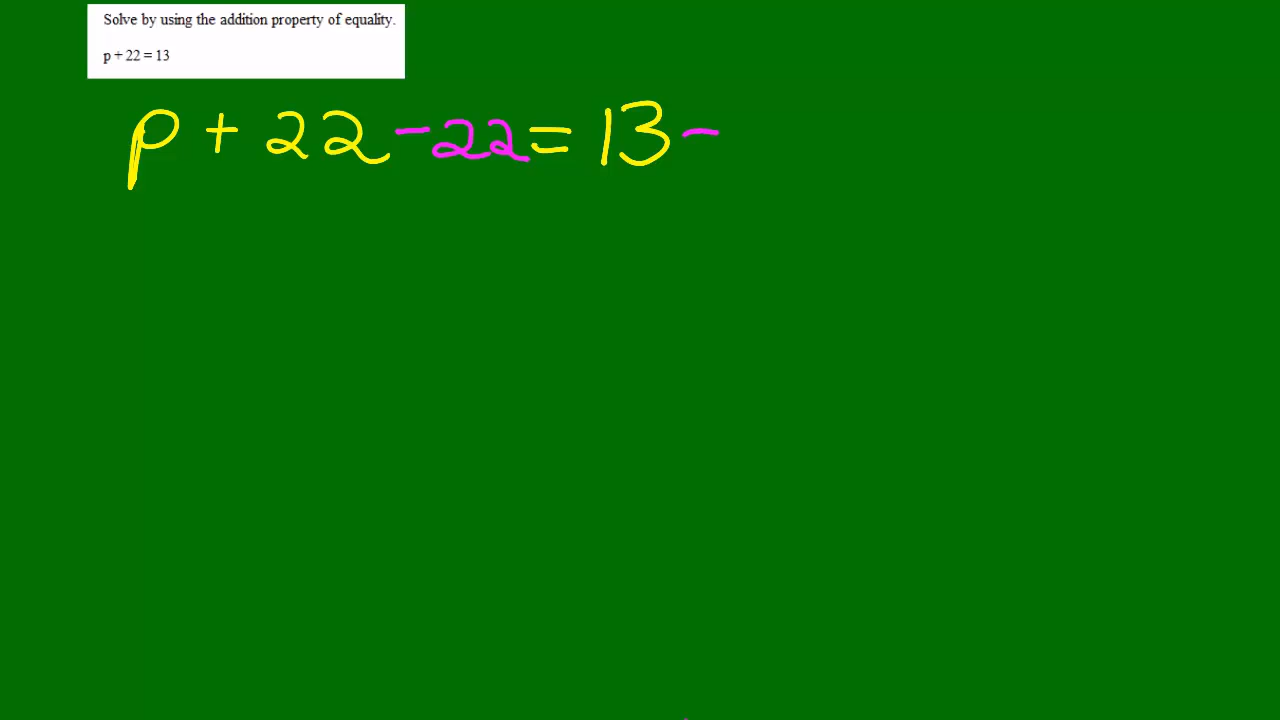 Solve by using the addition property of equality.
p + 22 = 13
p + 22 - 22 = 13 -